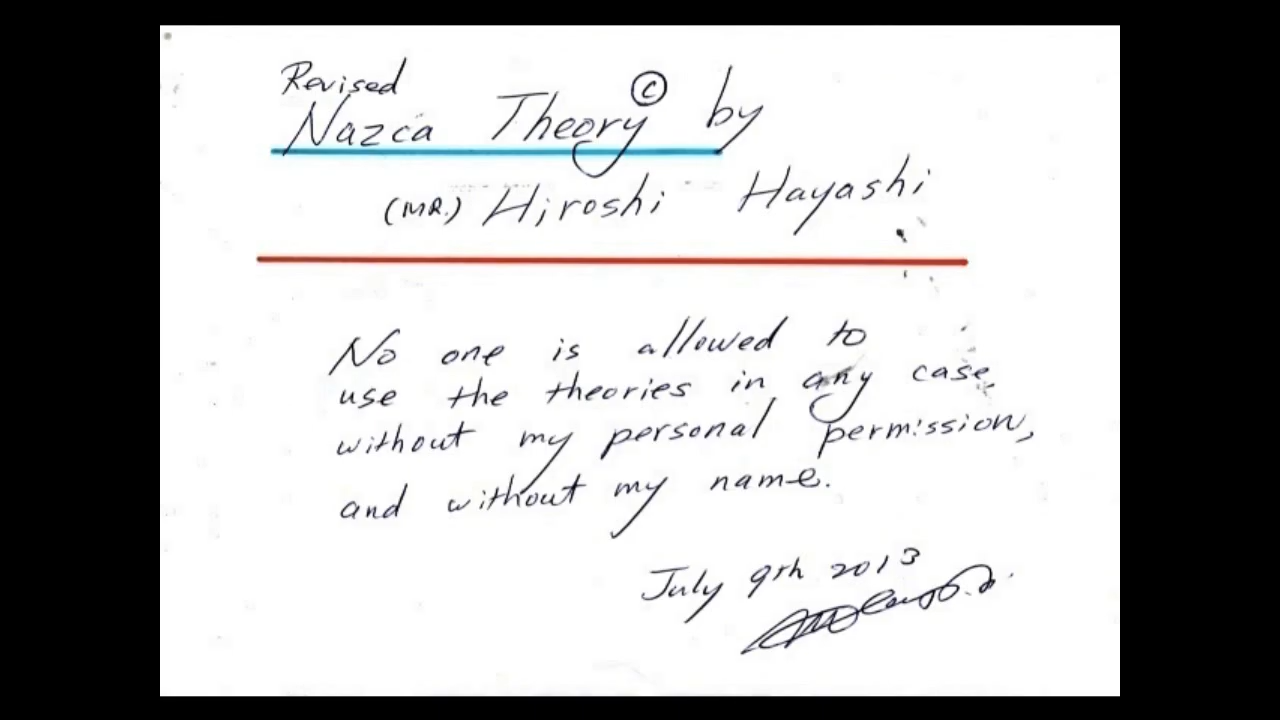 Revised
Nazca Theory © by
(MR.) Hiroshi Hayashi
No one is allowed to
use the theories in any case
without my personal permission,
and without my name.
July 9th 2013